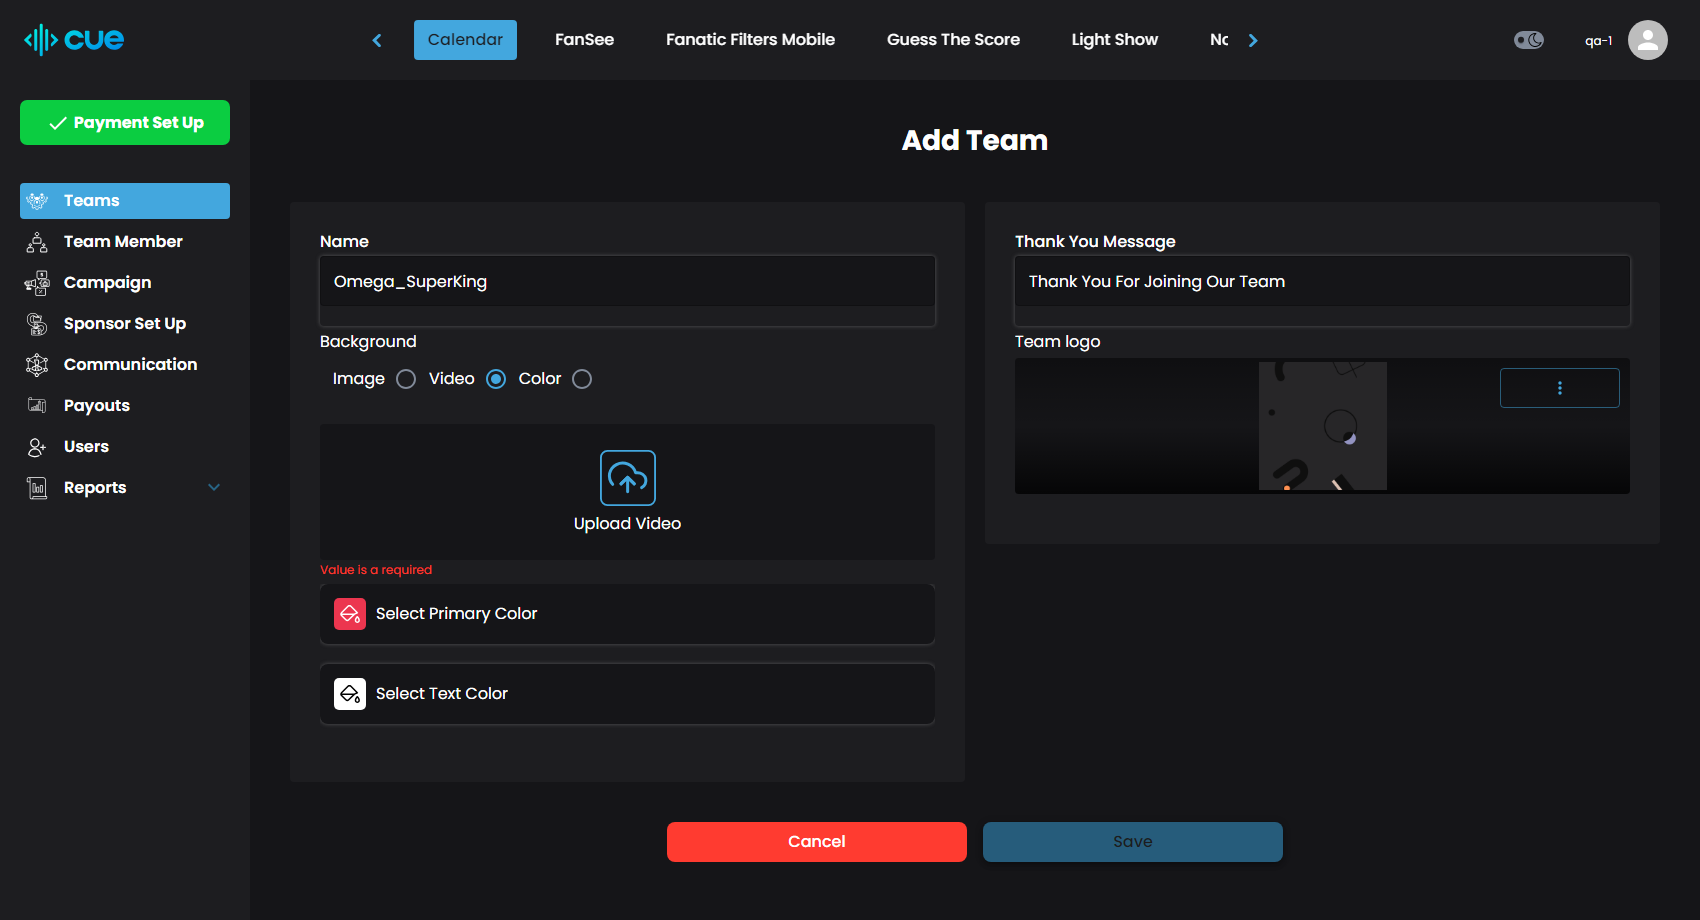 cue
Calendar FanSee Fanatic Filters Mobile Guess The Score Light Show No
qa-1
Payment Set Up
Teams
Team Member
Campaign
Sponsor Set Up
Communication
Payouts
Users
Reports
Add Team
Name
Omega_SuperKing
Background
Image Video Color
Upload Video
Value is a required
Select Primary Color
Select Text Color
Thank You Message
Thank You For Joining Our Team
Team logo
Cancel Save